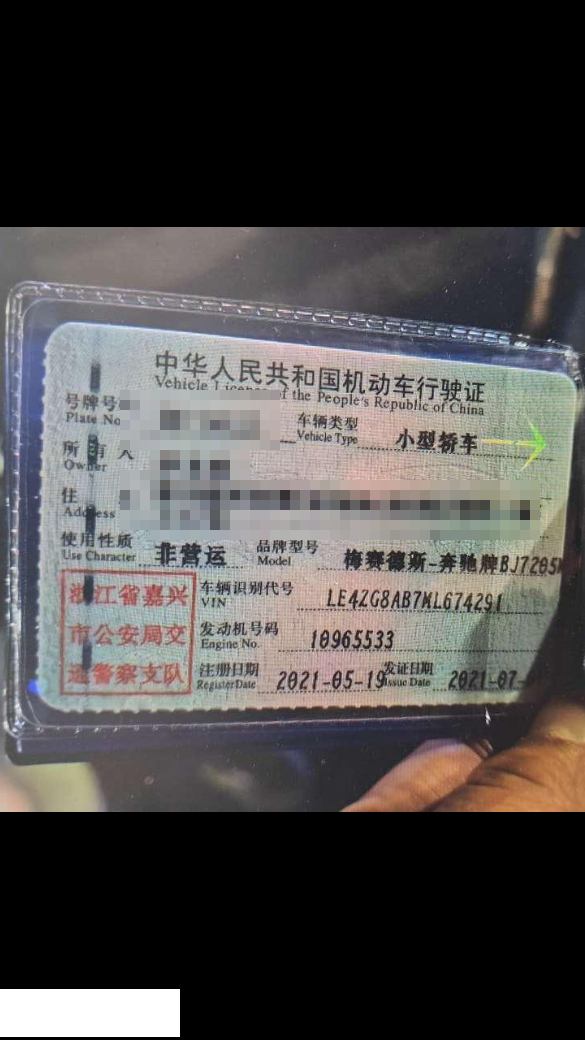 中华人民共和国机动车行驶证
Vehicle License of the People's Republic of China
号牌号
Plate No
车辆类型
Vehicle Type
小型轿车
所有人
Owner
住
Address
使用性质
Use Character
非营运
品牌型号
Model
梅赛德斯-奔驰牌BJ7205
浙江省嘉兴
市公安局交
通警察支队
车辆识别代号
VIN
LE4ZG8AB7ML674291
发动机号码
Engine No.
10965533
注册日期
Register Date
2021-05-19
发证日期
Issue Date
2021-07-